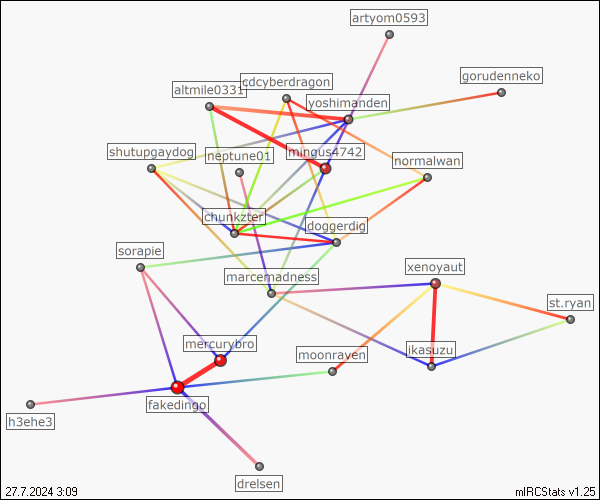 artyom0593
gorudenneko
cdcyberdragon
altmile0331
yoshimanden
shutupgaydog
neptune01
mingus4742
normalwan
chunkzter
doggerdig
sorapie
marcemadness
xenoyaut
st.ryan
mercurybro
moonraven
ikasuzu
fakedingo
h3ehe3
drelsen
27.7.2024 3:09
mIRCStats v1.25